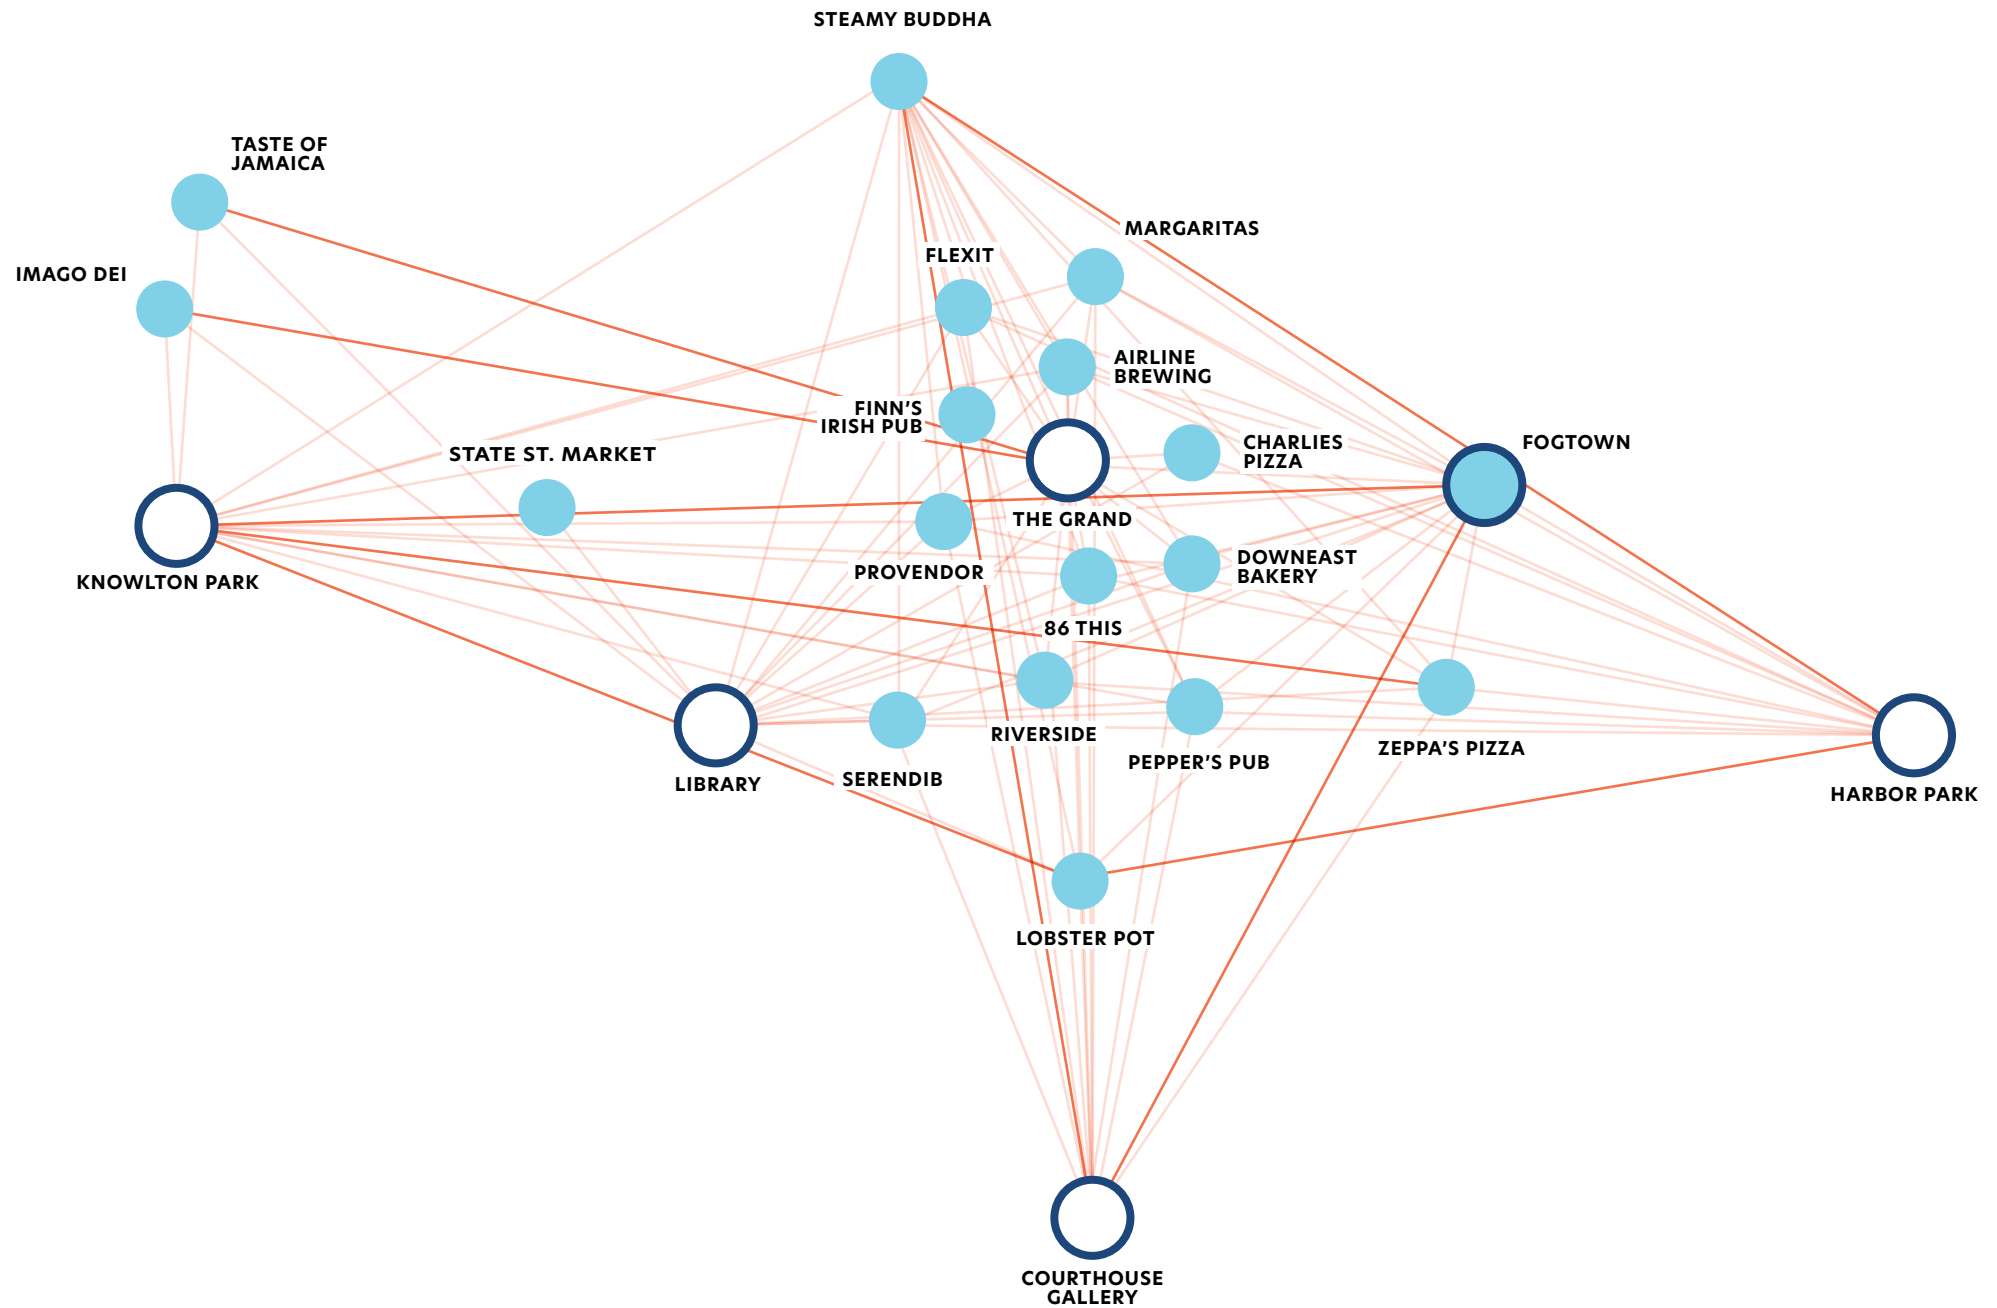 STEAMY BUDDHA
TASTE OF
JAMAICA
MARGARITAS
FLEXIT
IMAGO DEI
AIRLINE
BREWING
FINN'S
IRISH PUB
CHARLIES
PIZZA
FOGTOWN
STATE ST. MARKET
THE GRAND
KNOWLTON PARK
PROVENDOR
DOWNEAST
BAKERY
86 THIS
RIVERSIDE
PEPPER'S PUB
ZEPPA'S PIZZA
LIBRARY
SERENDIB
HARBOR PARK
LOBSTER POT
COURTHOUSE
GALLERY